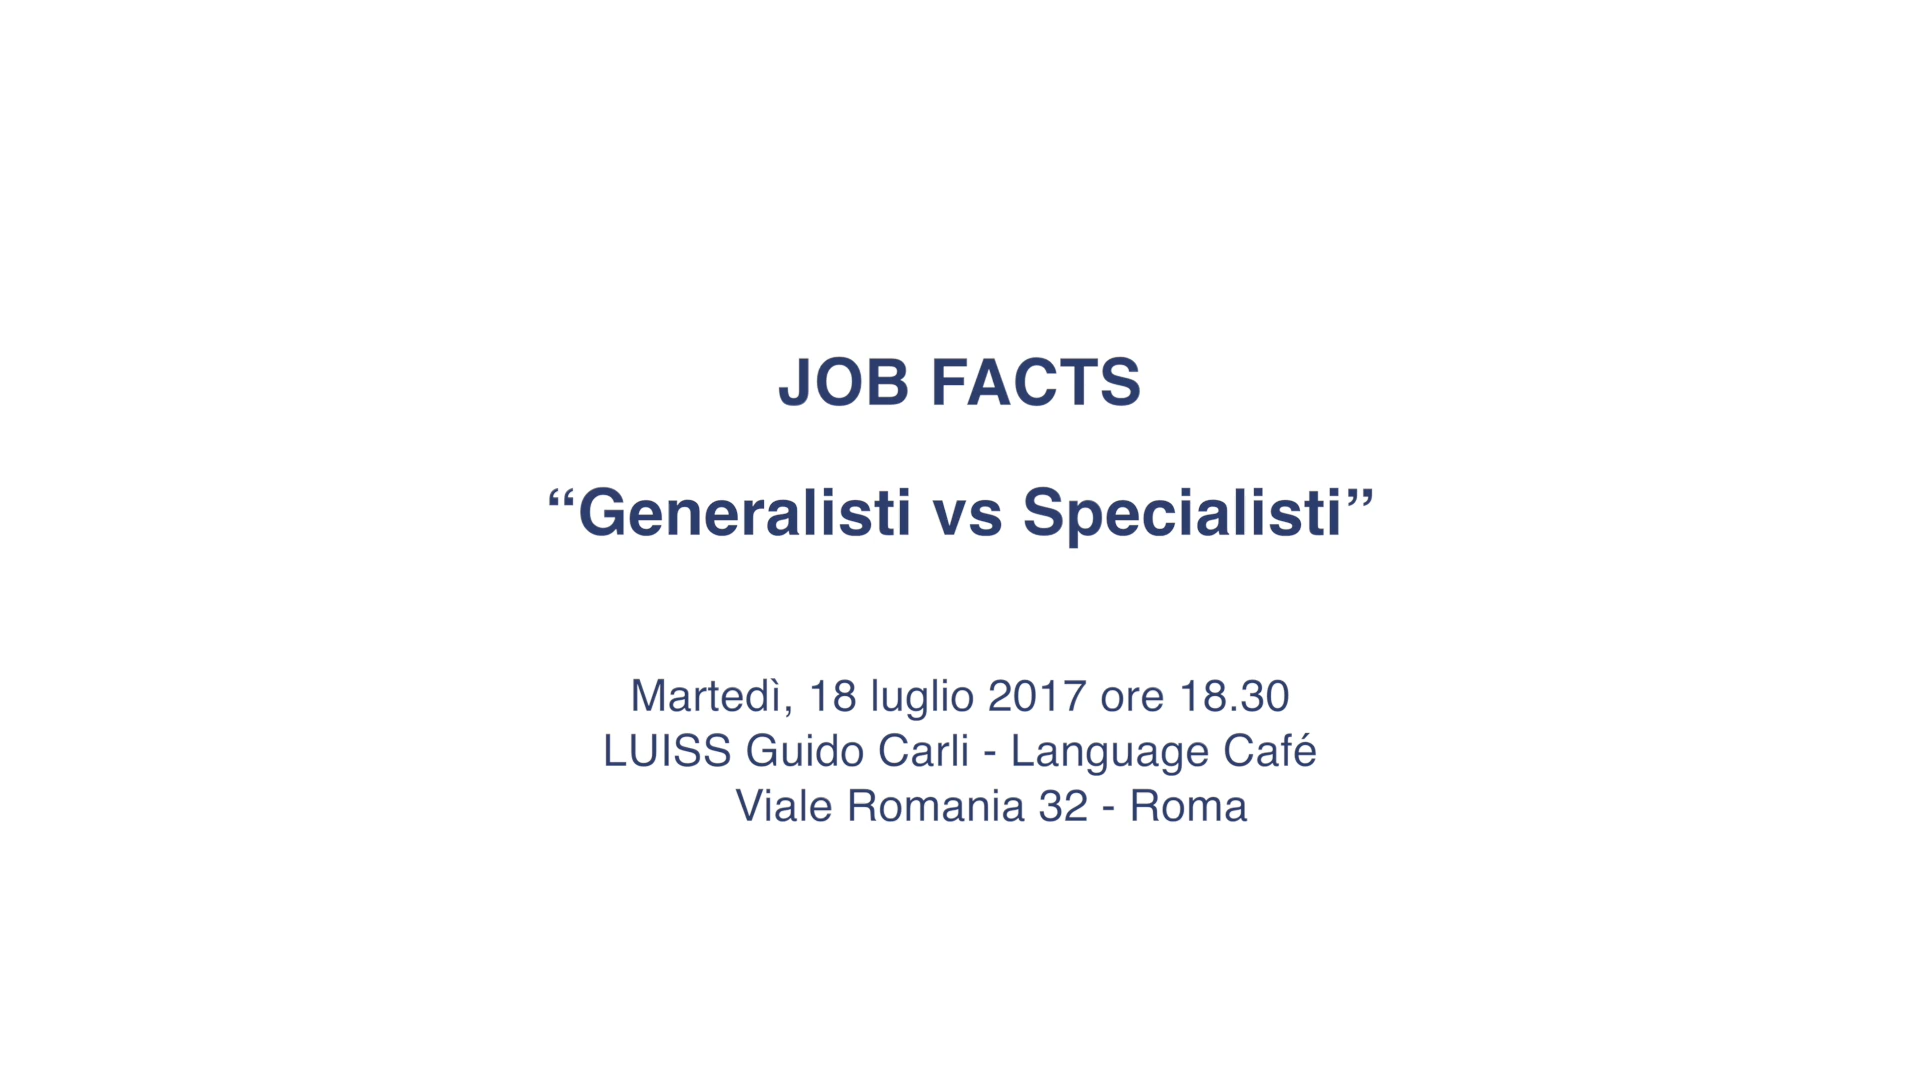 JOB FACTS
“Generalisti vs Specialisti”
Martedì, 18 luglio 2017 ore 18.30
LUISS Guido Carli - Language Café
Viale Romania 32 - Roma